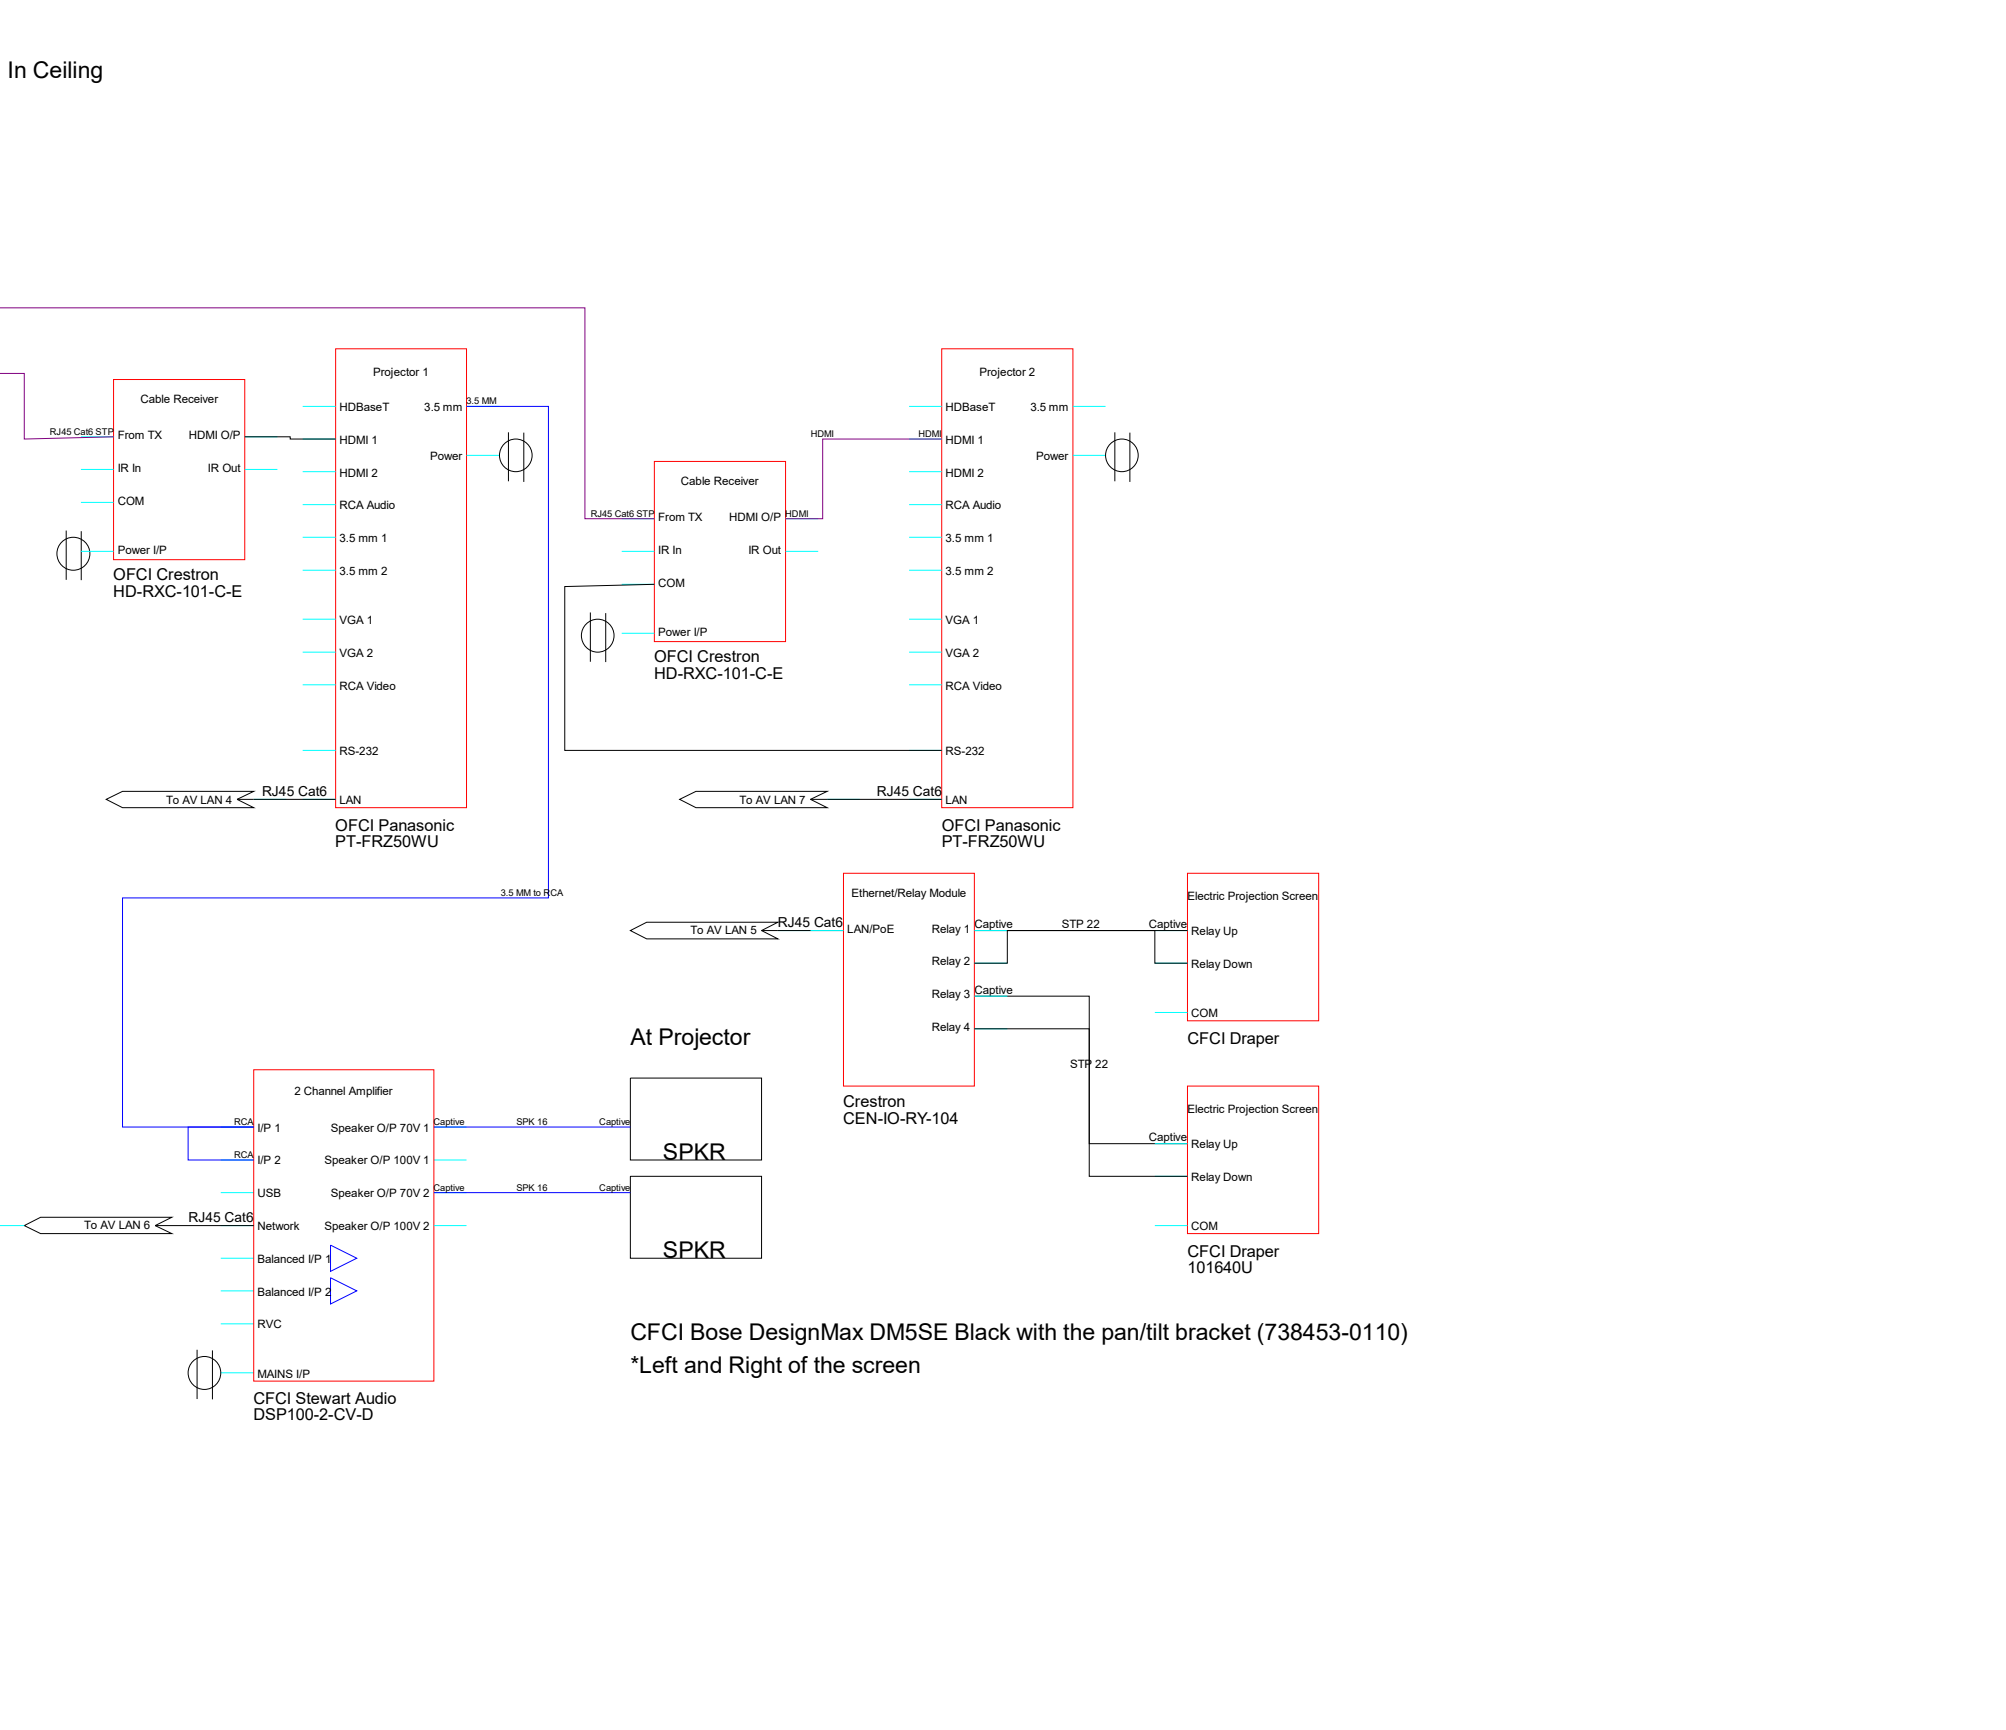 In Ceiling
Cable Receiver
RJ45 Cat6 STP
From TX
HDMI O/P
IR In
IR Out
COM
Power I/P
OFCI Crestron
HD-RXC-101-C-E
Projector 1
HDBaseT
3.5 mm
3.5 MM
HDMI 1
Power
HDMI 2
RCA Audio
3.5 mm 1
3.5 mm 2
VGA 1
VGA 2
RCA Video
RS-232
To AV LAN 4
RJ45 Cat6
LAN
OFCI Panasonic
PT-FRZ50WU
Cable Receiver
RJ45 Cat6 STP
From TX
HDMI O/P
HDMI
IR In
IR Out
COM
Power I/P
OFCI Crestron
HD-RXC-101-C-E
HDMI
HDMI
Projector 2
HDBaseT
3.5 mm
HDMI 1
Power
HDMI 2
RCA Audio
3.5 mm 1
3.5 mm 2
VGA 1
VGA 2
RCA Video
RS-232
To AV LAN 7
RJ45 Cat6
LAN
OFCI Panasonic
PT-FRZ50WU
3.5 MM to RCA
Ethernet/Relay Module
To AV LAN 5
RJ45 Cat6
LAN/PoE
Relay 1
Captive
STP 22
Relay 2
Relay 3
Captive
Relay 4
STP 22
Crestron
CEN-IO-RY-104
Electric Projection Screen
Captive
Relay Up
Relay Down
COM
CFCI Draper
Electric Projection Screen
Captive
Relay Up
Relay Down
COM
CFCI Draper
101640U
At Projector
2 Channel Amplifier
RCA
I/P 1
Speaker O/P 70V 1
Captive
SPK 16
Captive
SPKR
RCA
I/P 2
Speaker O/P 100V 1
USB
Speaker O/P 70V 2
Captive
SPK 16
Captive
SPKR
To AV LAN 6
RJ45 Cat6
Network
Speaker O/P 100V 2
Balanced I/P 1
Balanced I/P 2
RVC
MAINS I/P
CFCI Stewart Audio
DSP100-2-CV-D
CFCI Bose DesignMax DM5SE Black with the pan/tilt bracket (738453-0110)
*Left and Right of the screen